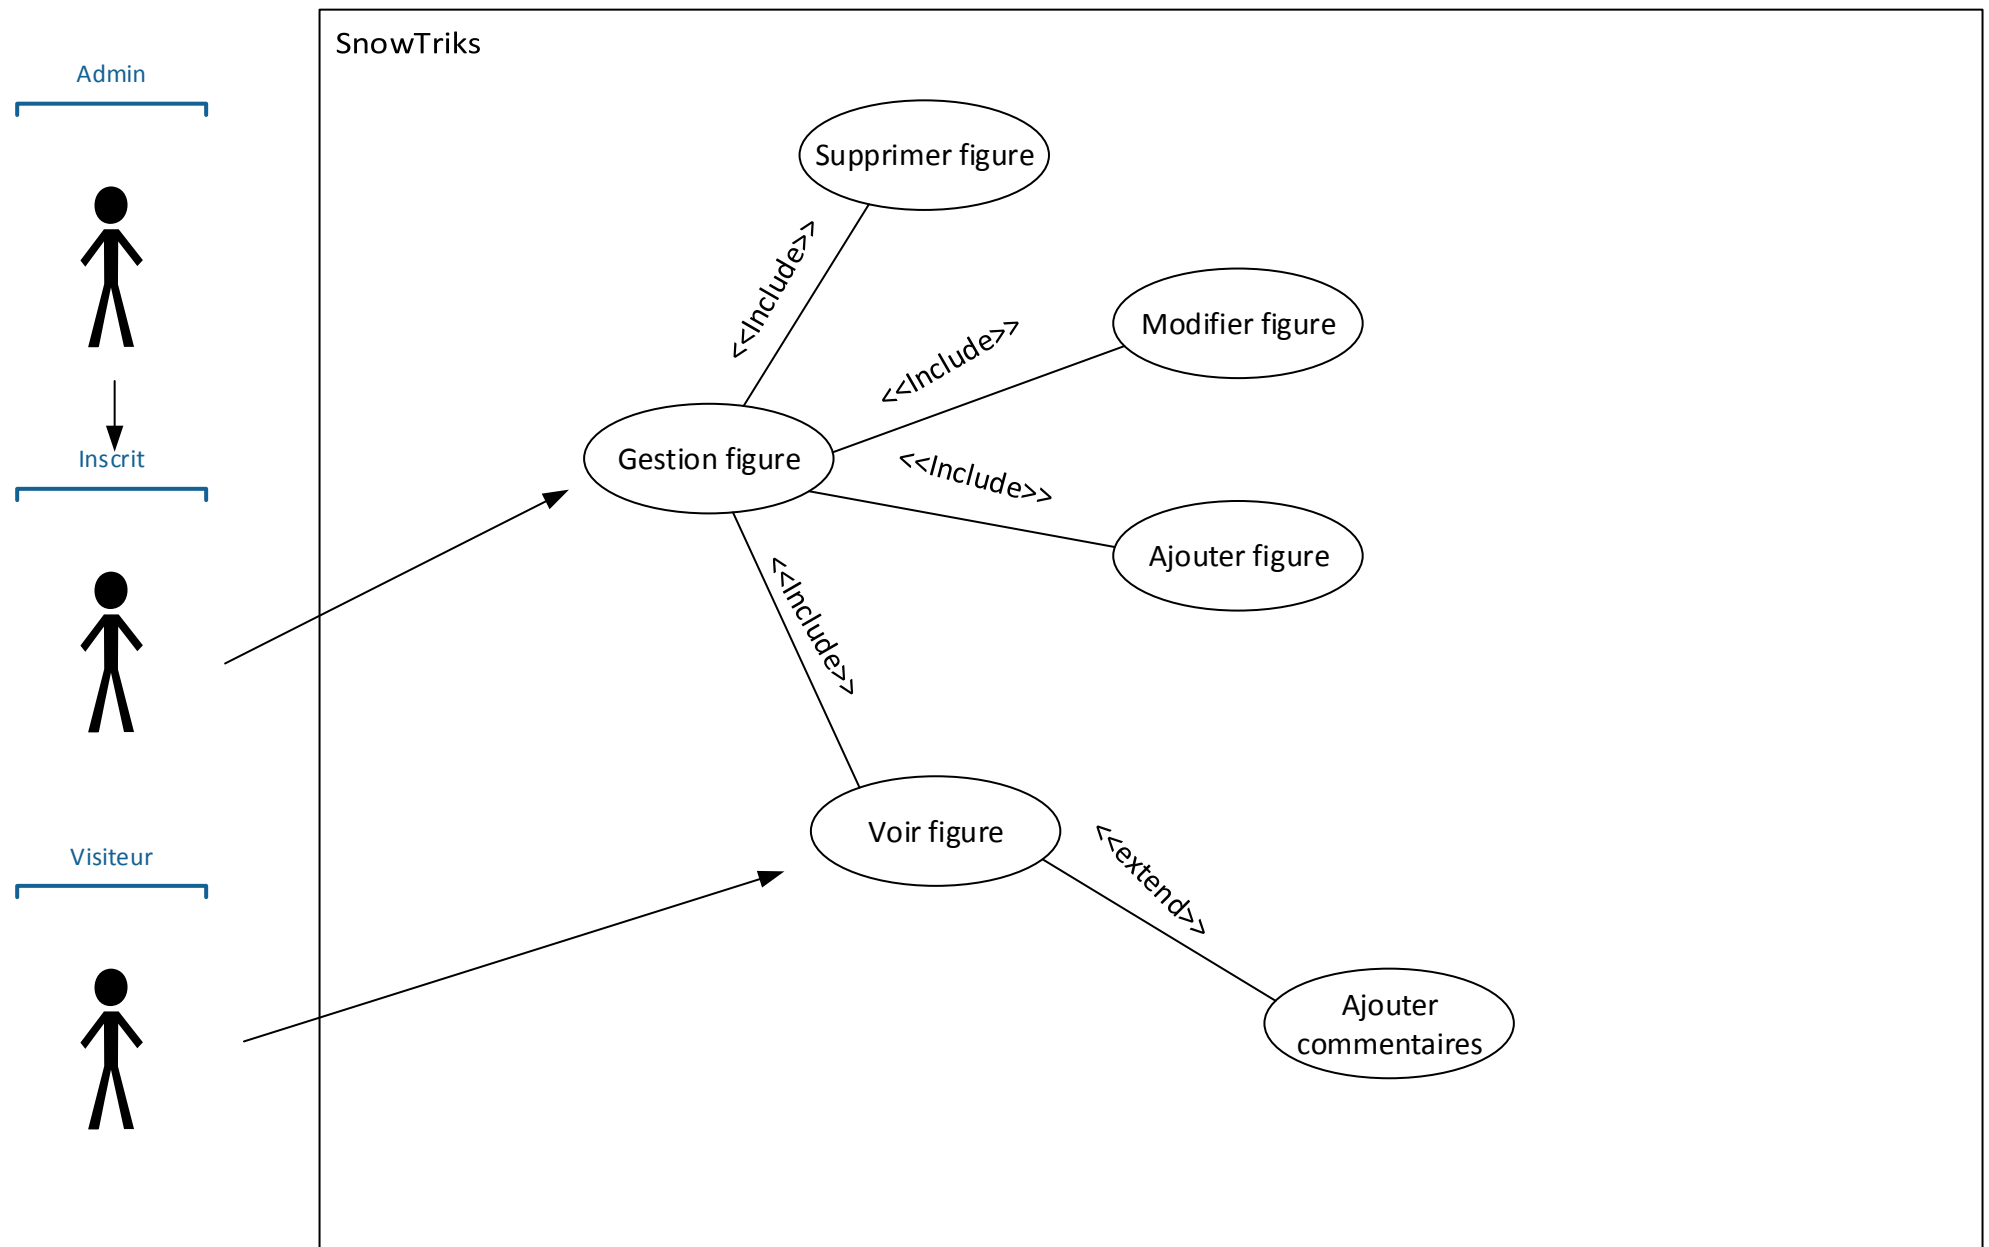 SnowTriks
Admin
Supprimer figure
<<Include>>
Modifier figure
<<Include>>
Inscrit
Gestion figure
<<Include>>
Ajouter figure
<<Include>>
Voir figure
Visiteur
<<extend>>
Ajouter
commentaires